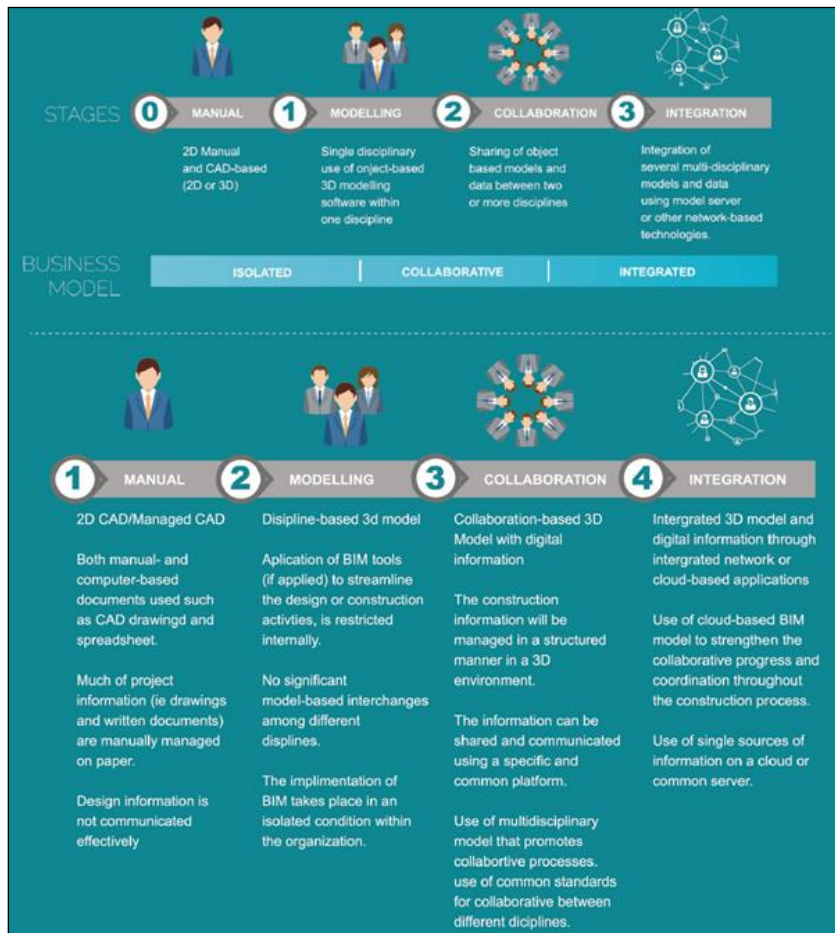 STAGES
0
MANUAL
1
MODELLING
2
COLLABORATION
3
INTEGRATION
2D Manual
and CAD-based
(2D or 3D)
Single disciplinary
use of onject-based
3D modelling
software within
one discipline
Sharing of object
based models and
data between two
or more disciplines
Integration of
several multi-disciplinary
models and data
using model server
or other network-based
technologies.
BUSINESS
MODEL
ISOLATED
COLLABORATIVE
INTEGRATED
1
MANUAL
2
MODELLING
3
COLLABORATION
4
INTEGRATION
2D CAD/Managed CAD
Both manual- and
computer-based
documents used such
as CAD drawingd and
spreadsheet.
Much of project
information (ie drawings
and written documents)
are manually managed
on paper.
Design information is
not communicated
effectively
Disipline-based 3d model
Aplication of BIM tools
(if applied) to streamline
the design or construction
activties, is restricted
internally.
No significant
model-based interchanges
among different
displines.
The implimentation of
BIM takes place in an
isolated condition within
the organization.
Collaboration-based 3D
Model with digital
information
The construction
information will be
managed in a structured
manner in a 3D
environment.
The information can be
shared and communicated
using a specific and
common platform.
Use of multidisciplinary
model that promotes
collabortive processes.
use of common standards
for collaborative between
different diciplines.
Intergrated 3D model and
digital information through
intergrated network or
cloud-based applications
Use of cloud-based BIM
model to strengthen the
collaborative progress and
coordination throughout
the construction process.
Use of single sources of
information on a cloud or
common server.